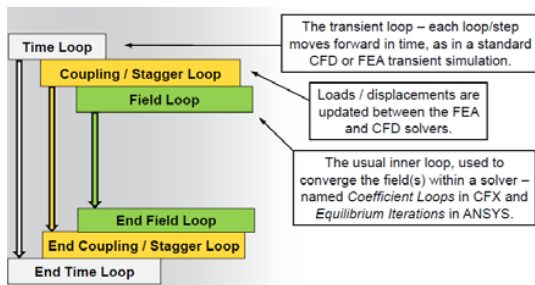 Time Loop
Coupling / Stagger Loop
Field Loop
End Field Loop
End Coupling / Stagger Loop
End Time Loop
The transient loop – each loop/step
moves forward in time, as in a standard
CFD or FEA transient simulation.
Loads / displacements are
updated between the FEA
and CFD solvers.
The usual inner loop, used to
converge the field(s) within a solver –
named Coefficient Loops in CFX and
Equilibrium Iterations in ANSYS.